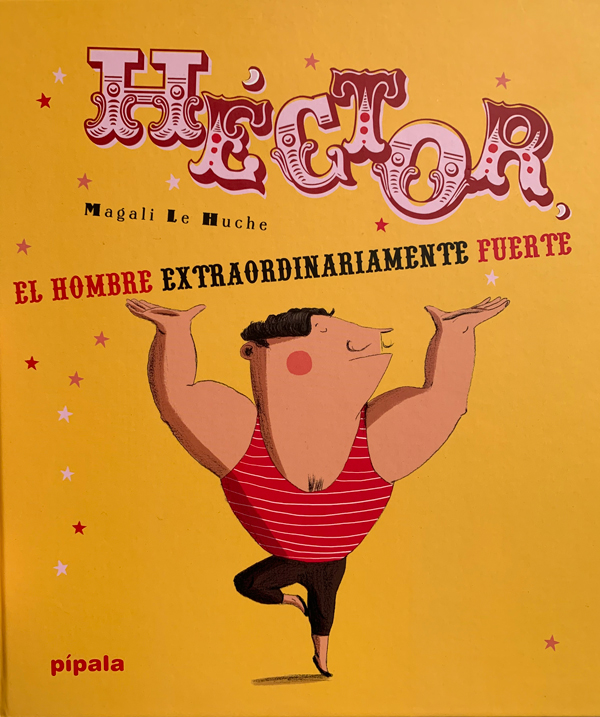 HÉCTOR,
Magali Le Huche
EL HOMBRE EXTRAORDINARIAMENTE FUERTE
pípala